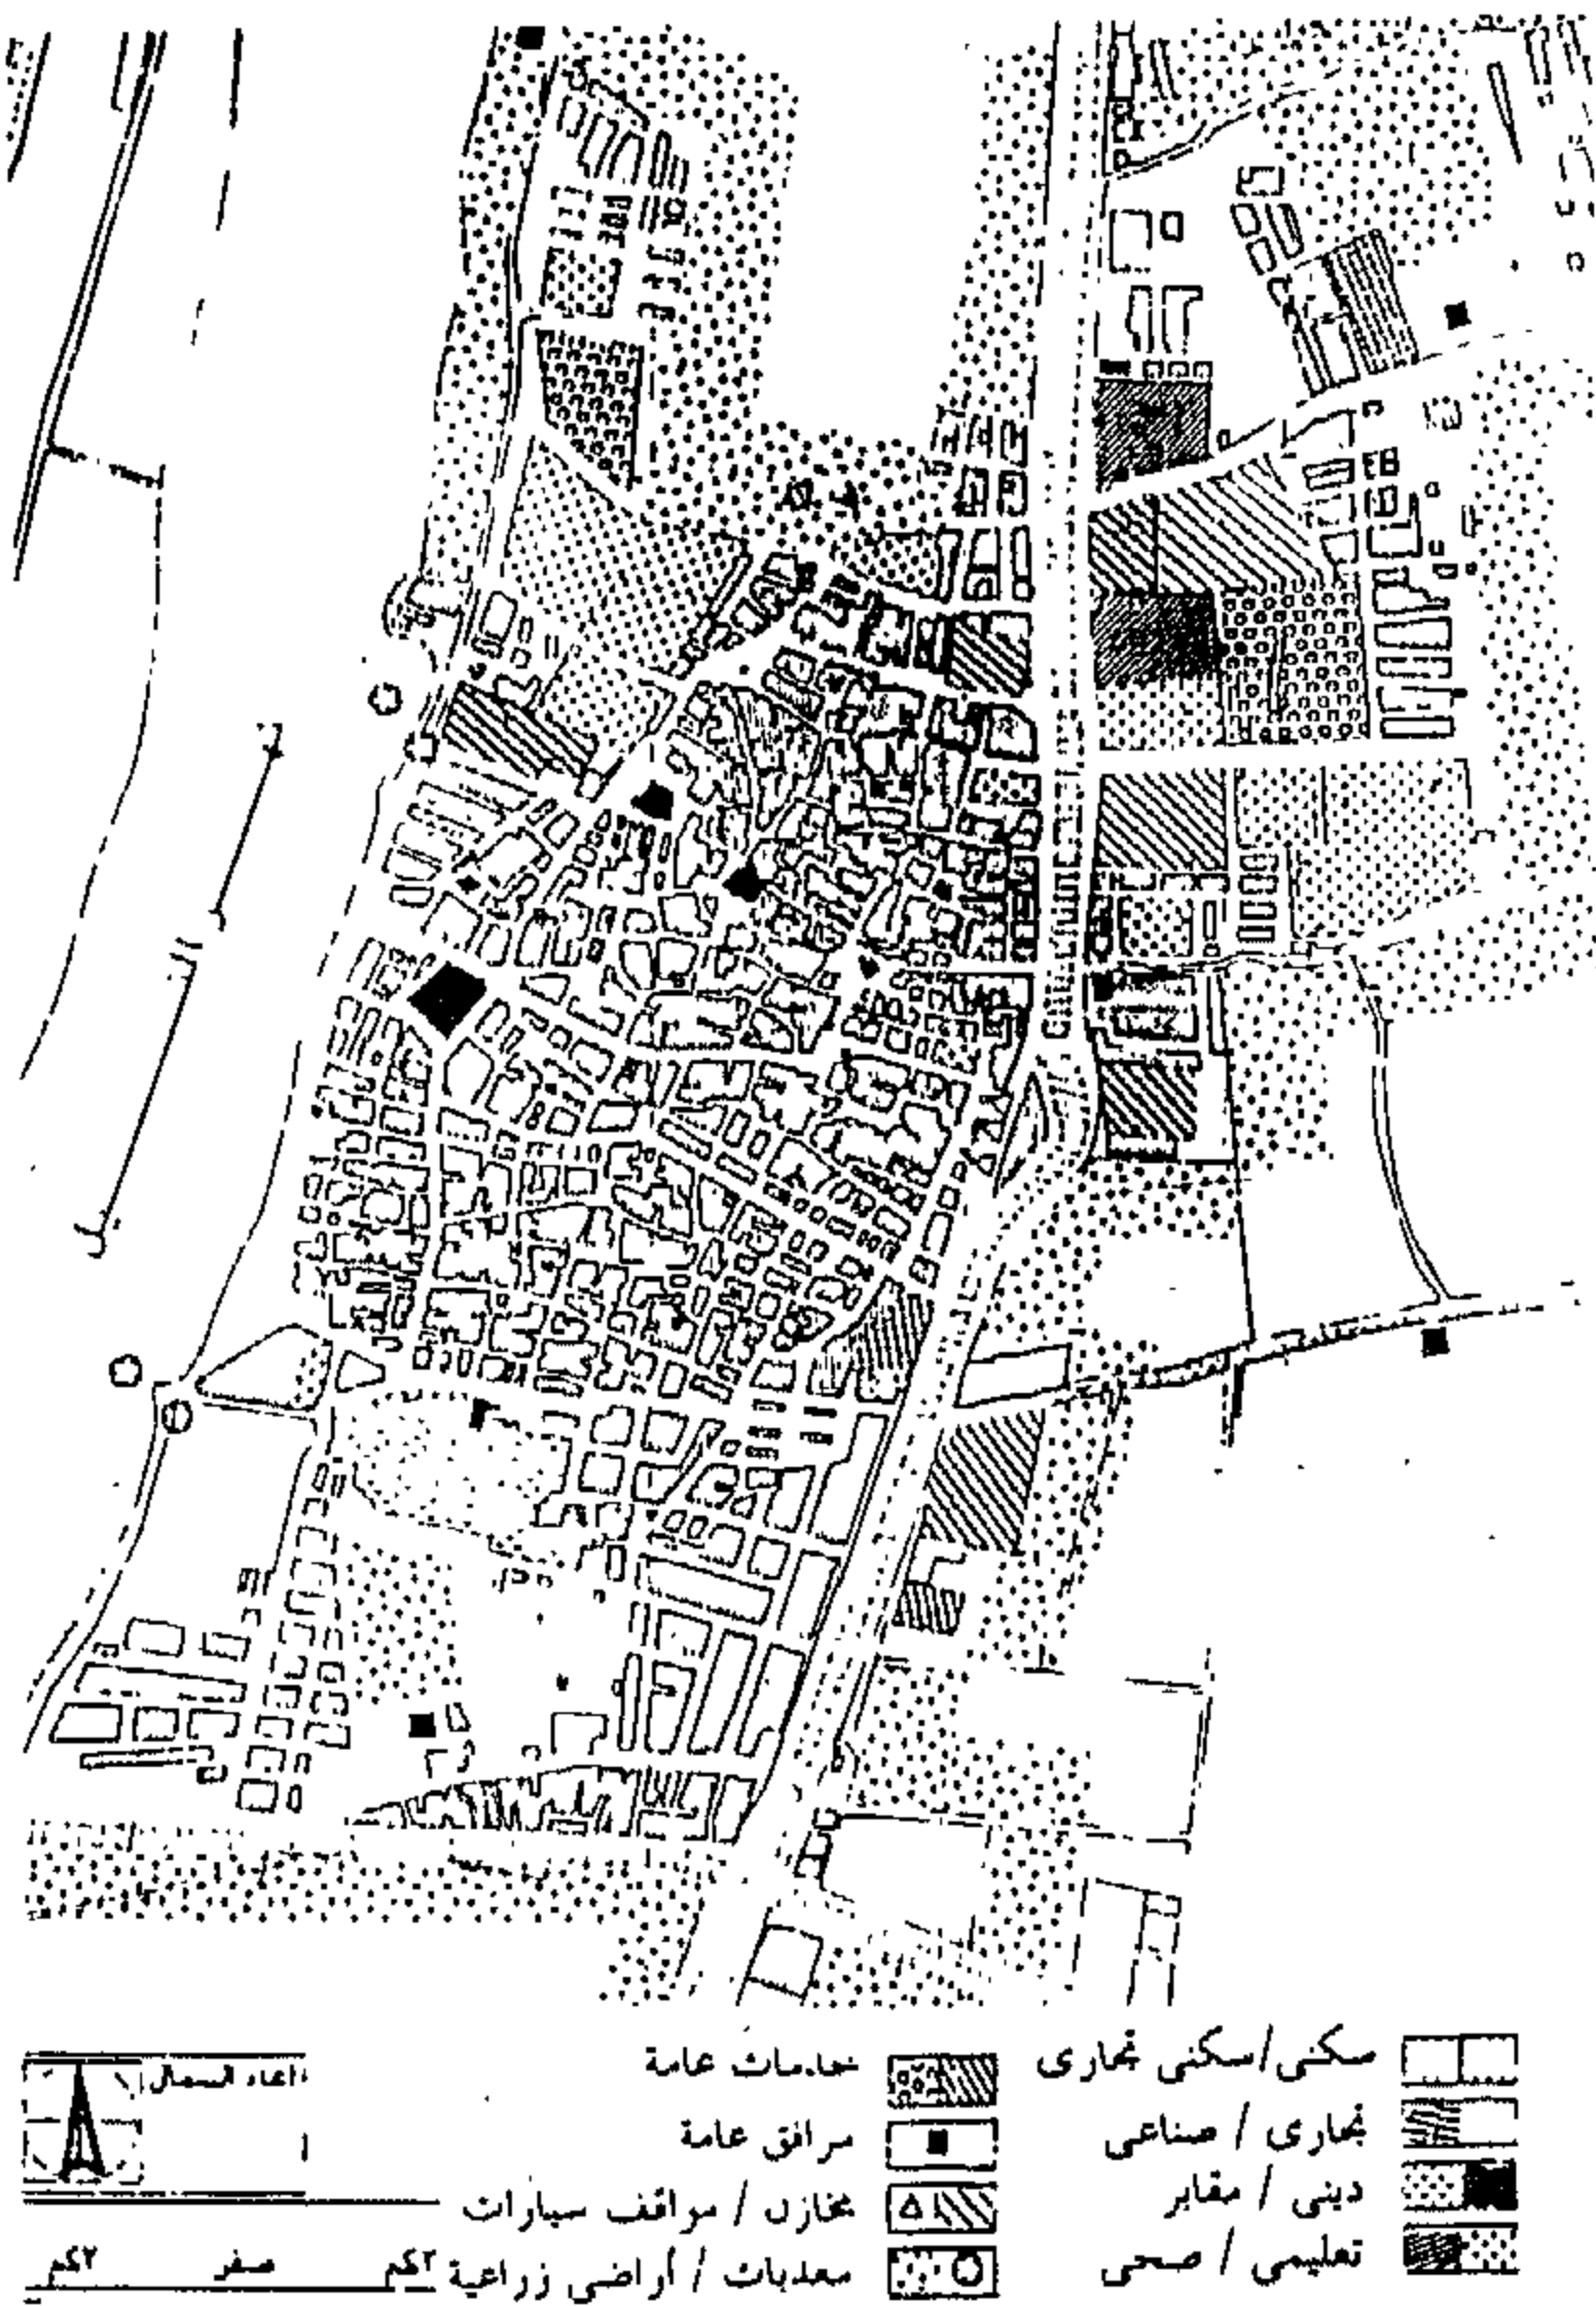 سكنى/سكنى تجارى
تجارى / صناعى
دينى / مقابر
تعليمى / صحى
خدمات عامة
مرافق عامة
مخازن / مواقف سيارات
معديات / أراضى زراعية
اتجاه الشمال
٢كم صفر ٢كم